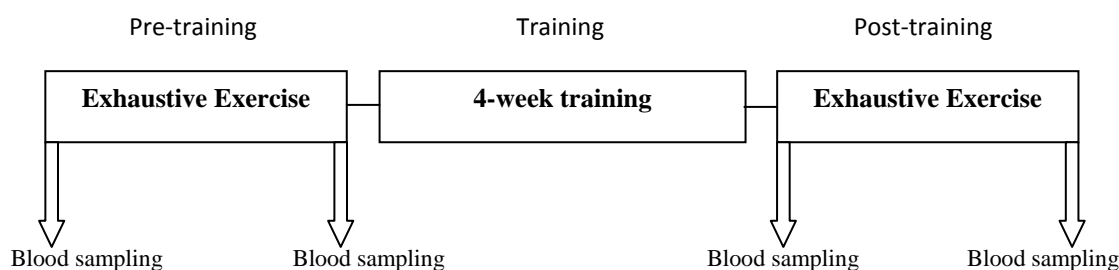 Pre-training Training Post-training
Exhaustive Exercise 4-week training Exhaustive Exercise
Blood sampling Blood sampling Blood sampling Blood sampling